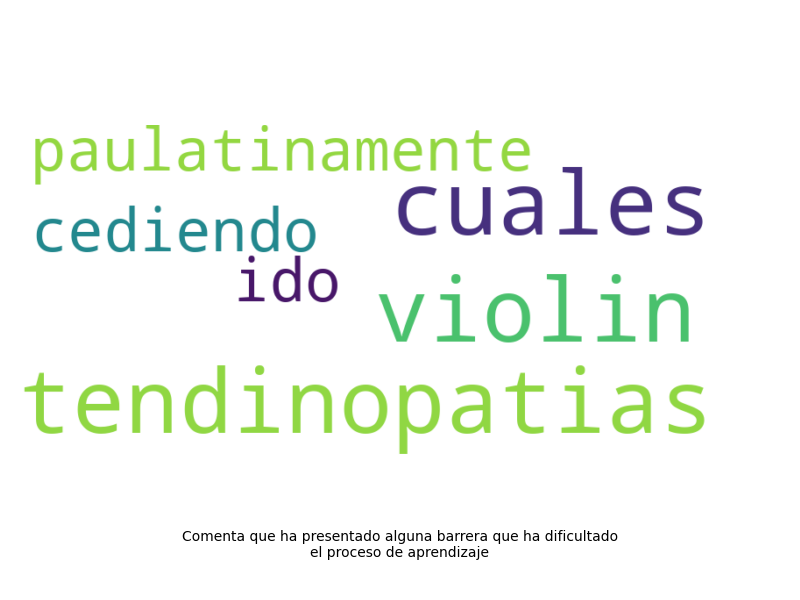 paulatinamente
cuales
cediendo
ido
violin
tendinopatias
Comenta que ha presentado alguna barrera que ha dificultado
el proceso de aprendizaje